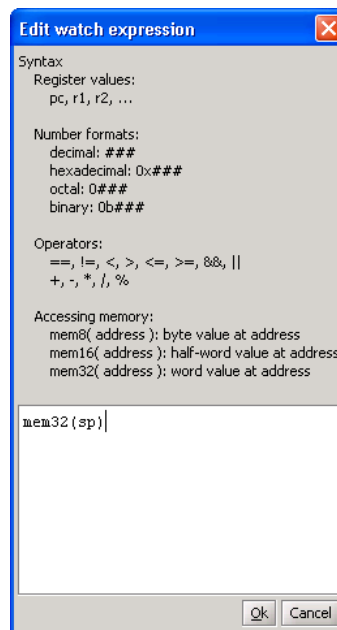 Edit watch expression
Syntax
Register values:
pc, r1, r2, ...
Number formats:
decimal: ###
hexadecimal: 0x###
octal: 0###
binary: 0b###
Operators:
==, !=, <, >, <=, >=, &&, ||
+, -, *, /, %
Accessing memory:
mem8( address ): byte value at address
mem16( address ): half-word value at address
mem32( address ): word value at address
mem32(sp)
Ok Cancel